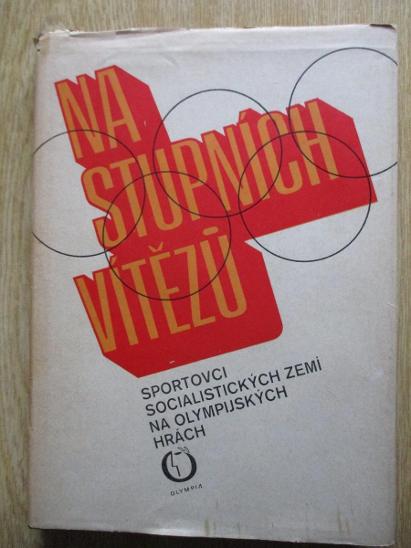 NA
STUPNÍCH
VÍTĚZŮ
SPORTOVCI
SOCIALISTICKÝCH ZEMÍ
NA OLYMPIJSKÝCH
HRÁCH
OLYMPIA